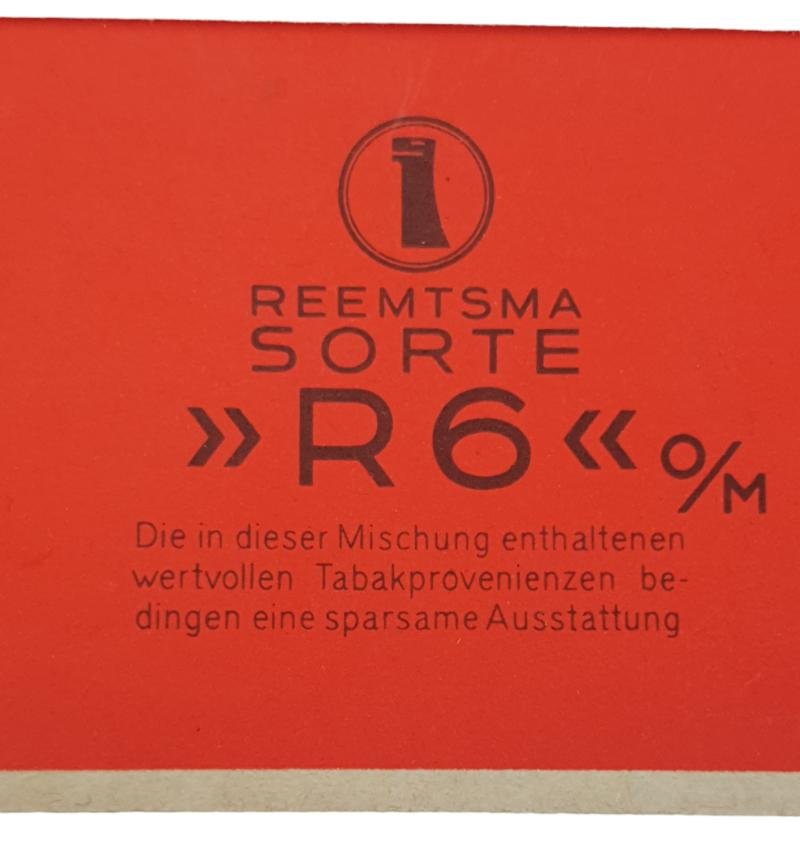 REEMTSMA
SORTE
»R6« O/M
Die in dieser Mischung enthaltenen
wertvollen Tabakprovenienzen be-
dingen eine sparsame Ausstattung